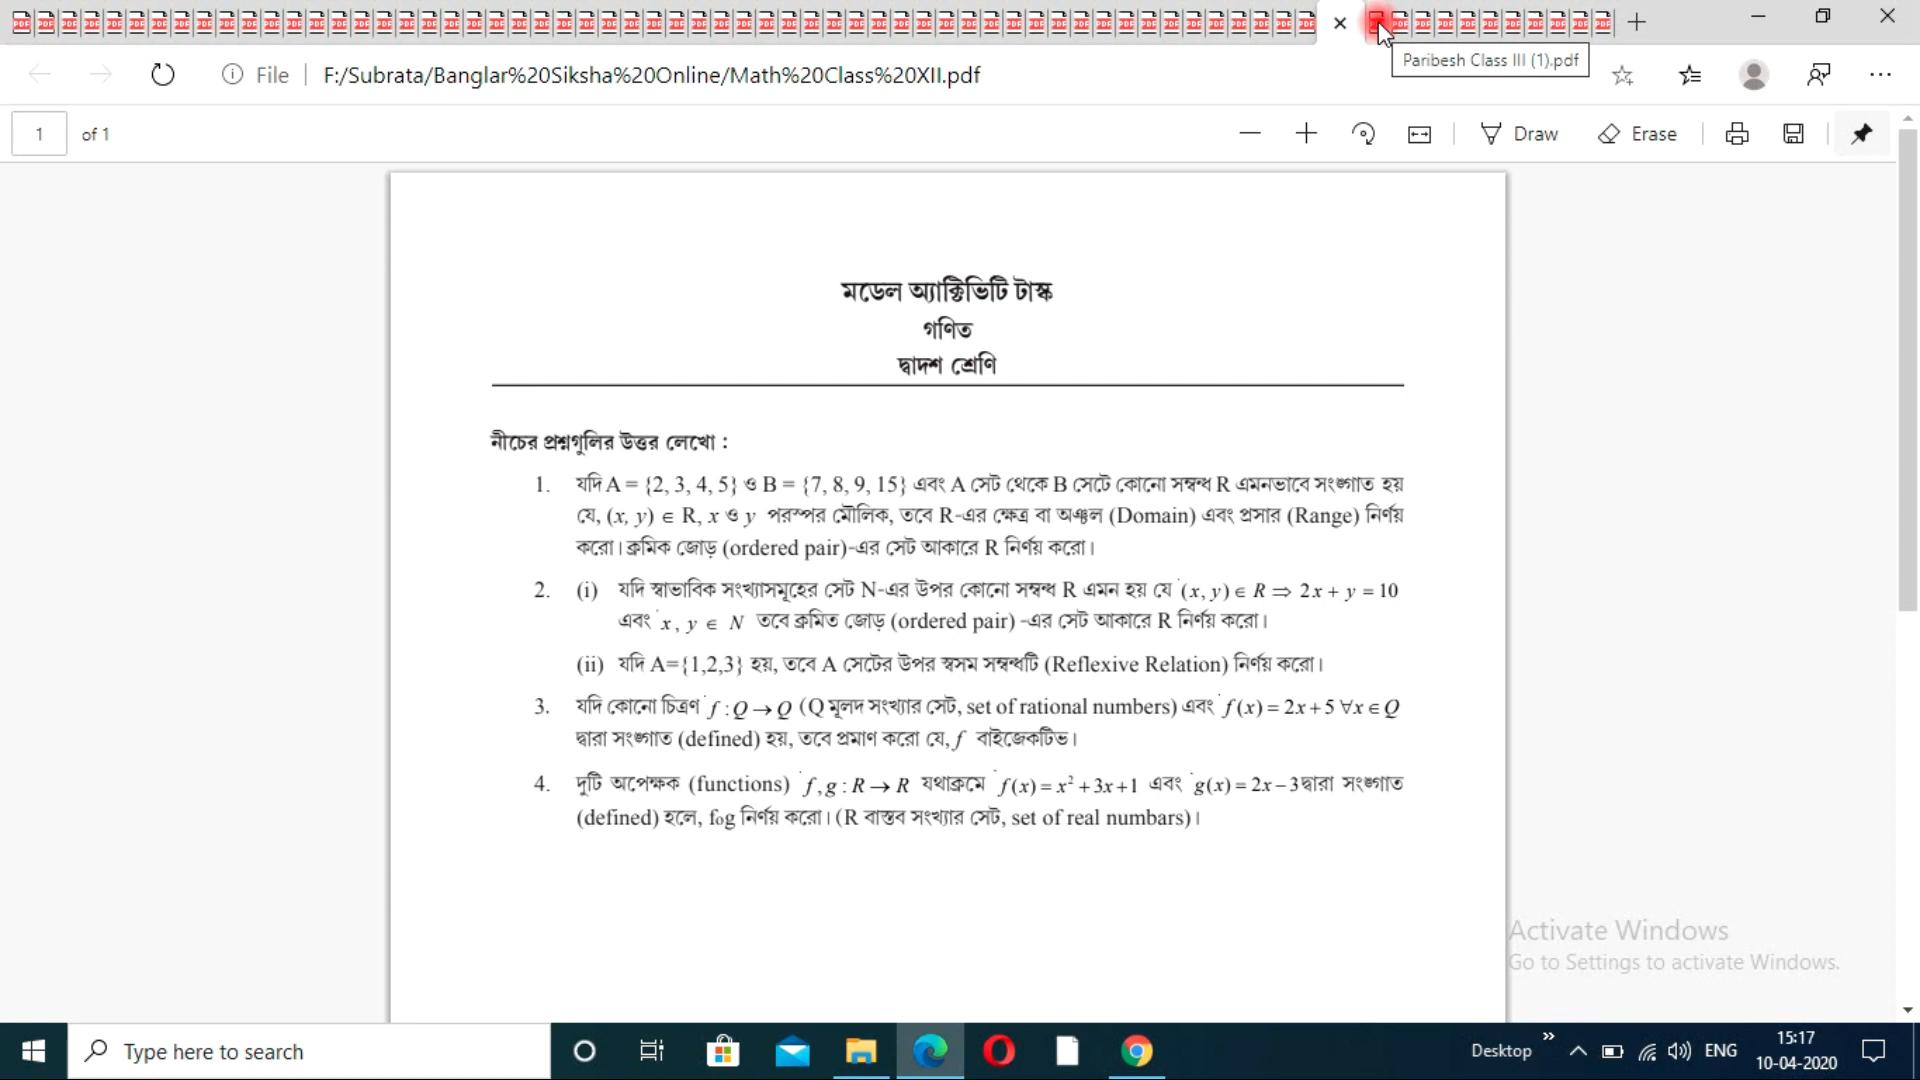 File
F:/Subrata/Banglar%20Siksha%20Online/Math%20Class%20XII.pdf
Paribesh Class III (1).pdf
1 of 1
Draw
Erase
মডেল অ্যাক্টিভিটি টাস্ক
গণিত
দ্বাদশ শ্রেণি
নীচের প্রশ্নগুলির উত্তর লেখো :
1. যদি A = {2, 3, 4, 5} ও B = {7, 8, 9, 15} এবং A সেট থেকে B সেটে কোনো সম্বন্ধ R এমনভাবে সংজ্ঞাত হয়
যে, (x, y) ∈ R, x ও y পরস্পর মৌলিক, তবে R-এর ক্ষেত্র বা অঞ্চল (Domain) এবং প্রসার (Range) নির্ণয়
করো। ক্রমিক জোড় (ordered pair)-এর সেট আকারে R নির্ণয় করো।
2. (i) যদি স্বাভাবিক সংখ্যাসমূহের সেট N-এর উপর কোনো সম্বন্ধ R এমন হয় যে (x, y) ∈ R ⇒ 2x + y = 10
এবং x, y ∈ N তবে ক্রমিত জোড় (ordered pair) -এর সেট আকারে R নির্ণয় করো।
(ii) যদি A={1,2,3} হয়, তবে A সেটের উপর স্বসম সম্বন্ধটি (Reflexive Relation) নির্ণয় করো।
3. যদি কোনো চিত্রণ f : Q → Q (Q মূলদ সংখ্যার সেট, set of rational numbers) এবং f(x) = 2x+5 ∀x ∈ Q
দ্বারা সংজ্ঞাত (defined) হয়, তবে প্রমাণ করো যে, f বাইজেকটিভ।
4. দুটি অপেক্ষক (functions) f, g : R → R যথাক্রমে f(x) = x² + 3x + 1 এবং g(x) = 2x − 3দ্বারা সংজ্ঞাত
(defined) হলে, fog নির্ণয় করো। (R বাস্তব সংখ্যার সেট, set of real numbars)।
Activate Windows
Go to Settings to activate Windows.
Type here to search
Desktop
ENG
15:17
10-04-2020